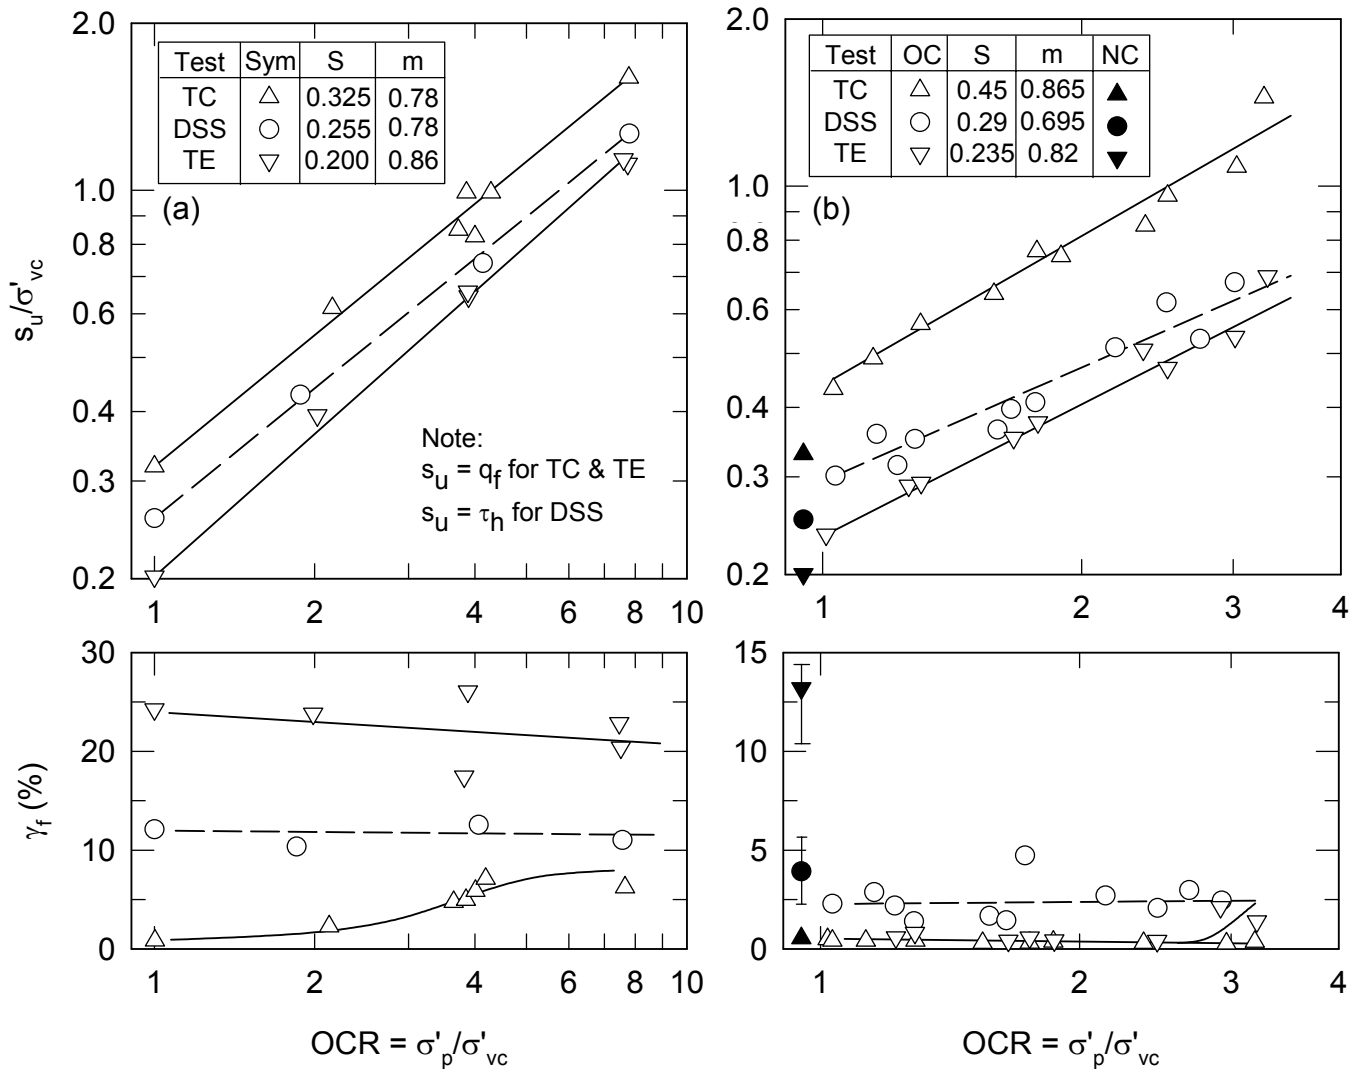 2.0
Test Sym S m
TC △ 0.325 0.78
DSS ○ 0.255 0.78
TE ▽ 0.200 0.86
1.0
(a)
0.8
0.6
0.4
0.3
0.2
s_u/σ'_vc
Note:
s_u = q_f for TC & TE
s_u = τ_h for DSS
1 2 4 6 8 10
2.0
Test OC S m NC
TC △ 0.45 0.865 ▲
DSS ○ 0.29 0.695 ●
TE ▽ 0.235 0.82 ▼
1.0
(b)
0.8
0.6
0.4
0.3
0.2
1 2 3 4
30
20
10
0
γ_f (%)
1 2 4 6 8 10
OCR = σ'_p/σ'_vc
15
10
5
0
1 2 3 4
OCR = σ'_p/σ'_vc